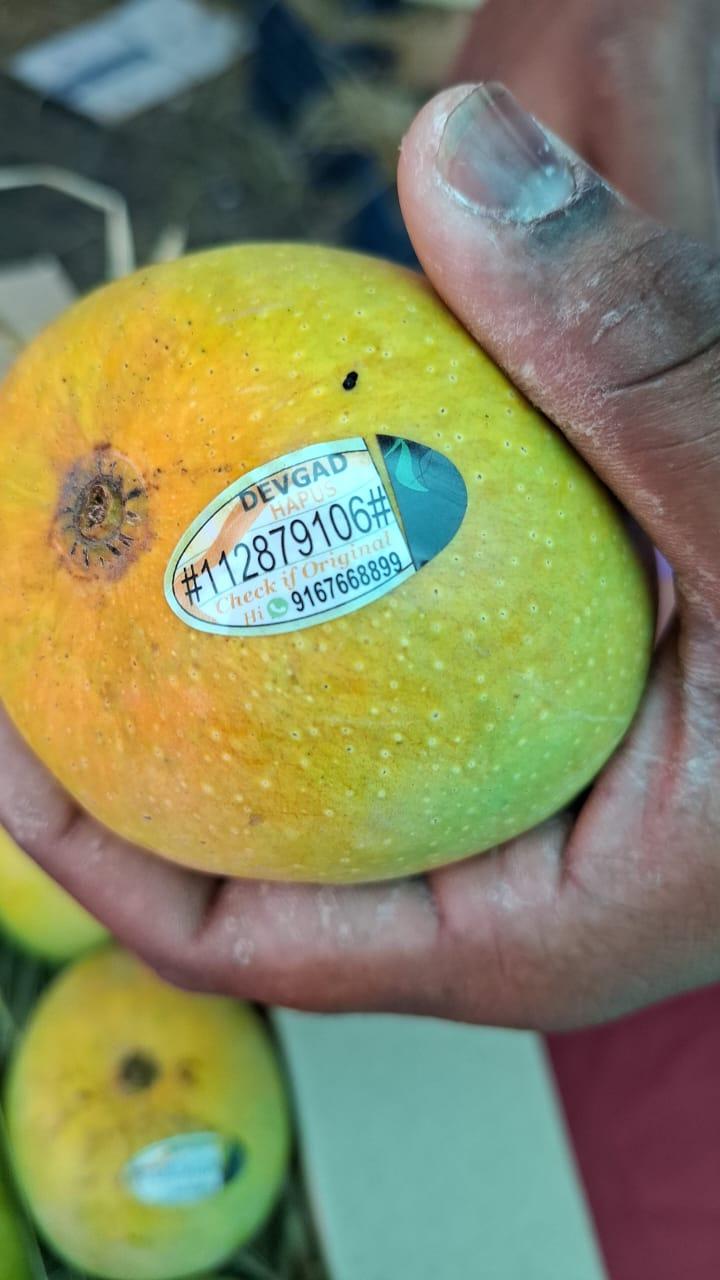 DEVGAD
HAPUS
#112879106#
Check if Original
Hi 9167668899